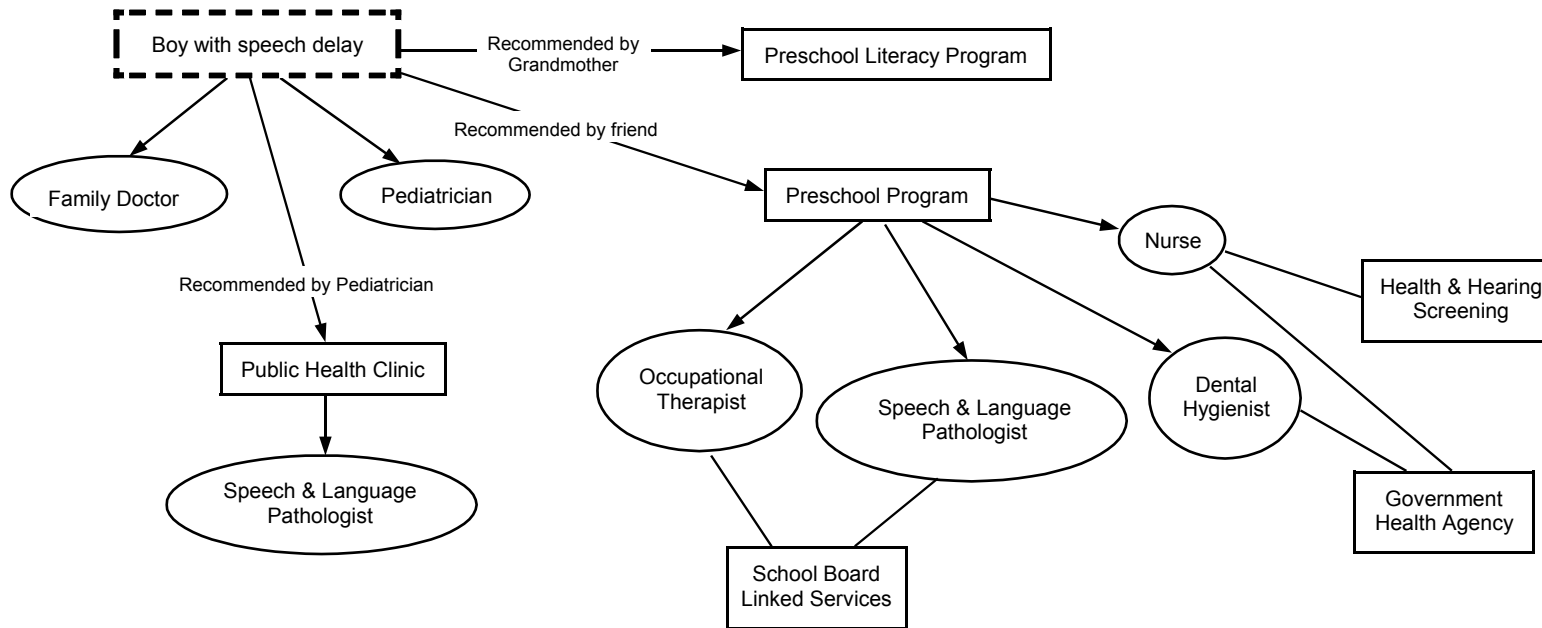 Boy with speech delay
Recommended by
Grandmother
Preschool Literacy Program
Recommended by friend
Family Doctor
Pediatrician
Preschool Program
Nurse
Recommended by Pediatrician
Health & Hearing
Screening
Public Health Clinic
Occupational
Therapist
Speech & Language
Pathologist
Dental
Hygienist
Speech & Language
Pathologist
Government
Health Agency
School Board
Linked Services